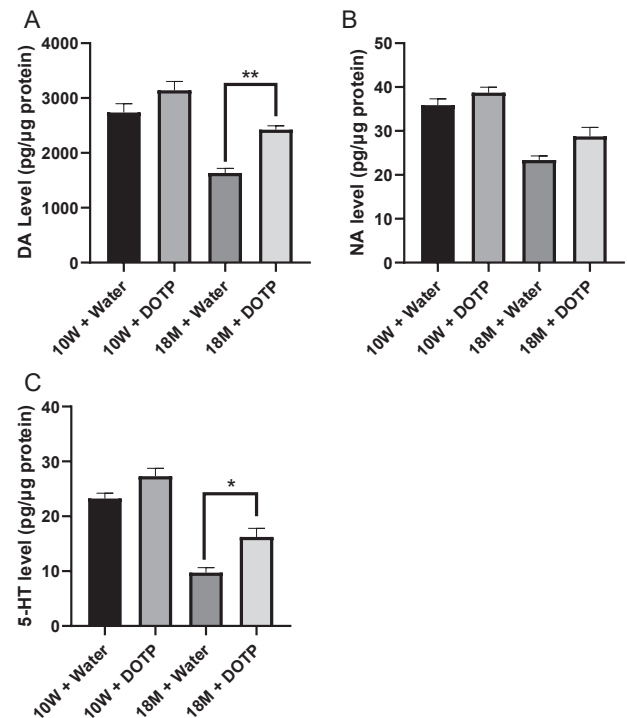 A
DA Level (pg/µg protein)
4000
3000
2000
1000
0
**
10W + Water
10W + DOTP
18M + Water
18M + DOTP
B
NA level (pg/µg protein)
50
40
30
20
10
0
10W + Water
10W + DOTP
18M + Water
18M + DOTP
C
5-HT level (pg/µg protein)
40
30
20
10
0
*
10W + Water
10W + DOTP
18M + Water
18M + DOTP